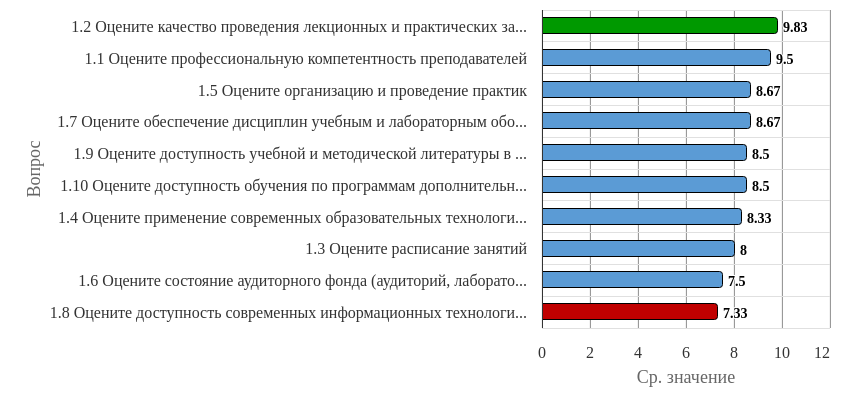 1.2 Оцените качество проведения лекционных и практических за... 9.83
1.1 Оцените профессиональную компетентность преподавателей 9.5
1.5 Оцените организацию и проведение практик 8.67
1.7 Оцените обеспечение дисциплин учебным и лабораторным обо... 8.67
1.9 Оцените доступность учебной и методической литературы в ... 8.5
1.10 Оцените доступность обучения по программам дополнительн... 8.5
1.4 Оцените применение современных образовательных технологи... 8.33
1.3 Оцените расписание занятий 8
1.6 Оцените состояние аудиторного фонда (аудиторий, лаборато... 7.5
1.8 Оцените доступность современных информационных технологи... 7.33
Вопрос
0 2 4 6 8 10 12
Ср. значение